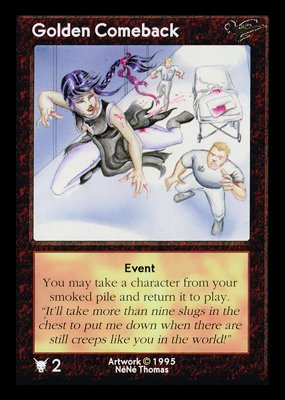 Golden Comeback
Event
You may take a character from your
smoked pile and return it to play.
"It'll take more than nine slugs in the
chest to put me down when there are
still creeps like you in the world!"
2
Artwork © 1995
NéNé Thomas